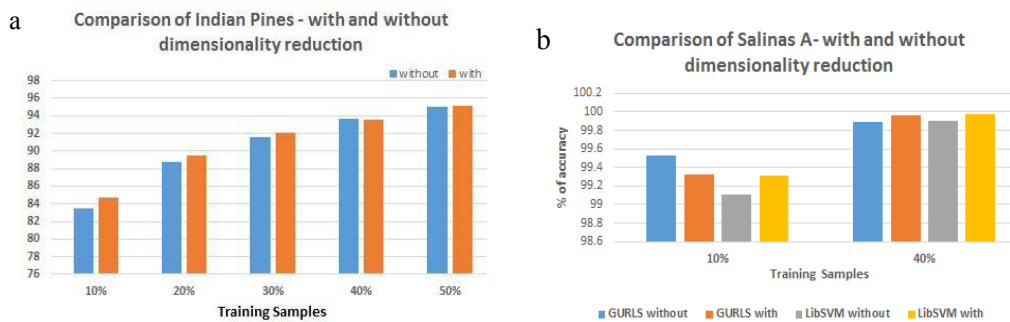 a
Comparison of Indian Pines - with and without
dimensionality reduction
without with
98
96
94
92
90
88
86
84
82
80
78
76
10% 20% 30% 40% 50%
Training Samples
b
Comparison of Salinas A- with and without
dimensionality reduction
% of accuracy
100.2
100
99.8
99.6
99.4
99.2
99
98.8
98.6
10% 40%
Training Samples
GURLS without GURLS with LibSVM without LibSVM with